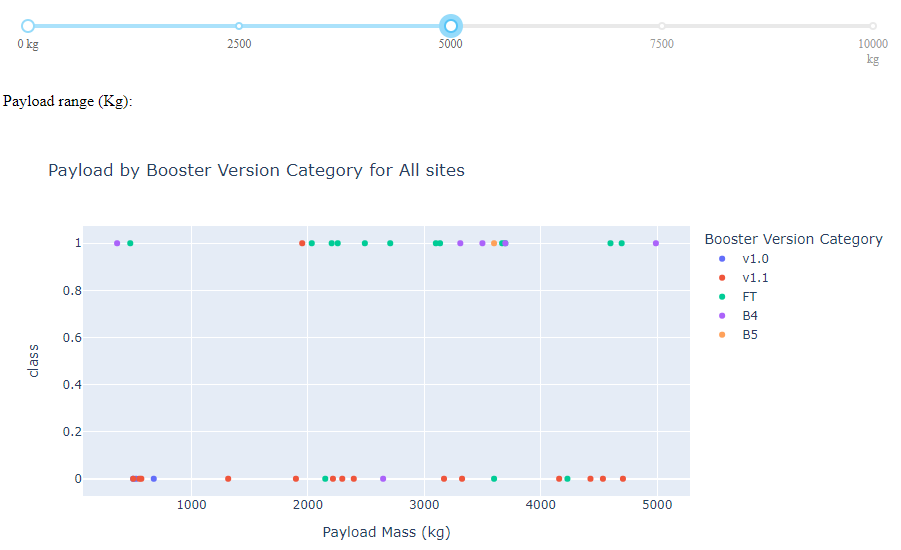 0 kg 2500 5000 7500 10000
kg
Payload range (Kg):
Payload by Booster Version Category for All sites
1
0.8
0.6
0.4
0.2
0
class
1000 2000 3000 4000 5000
Payload Mass (kg)
Booster Version Category
v1.0
v1.1
FT
B4
B5